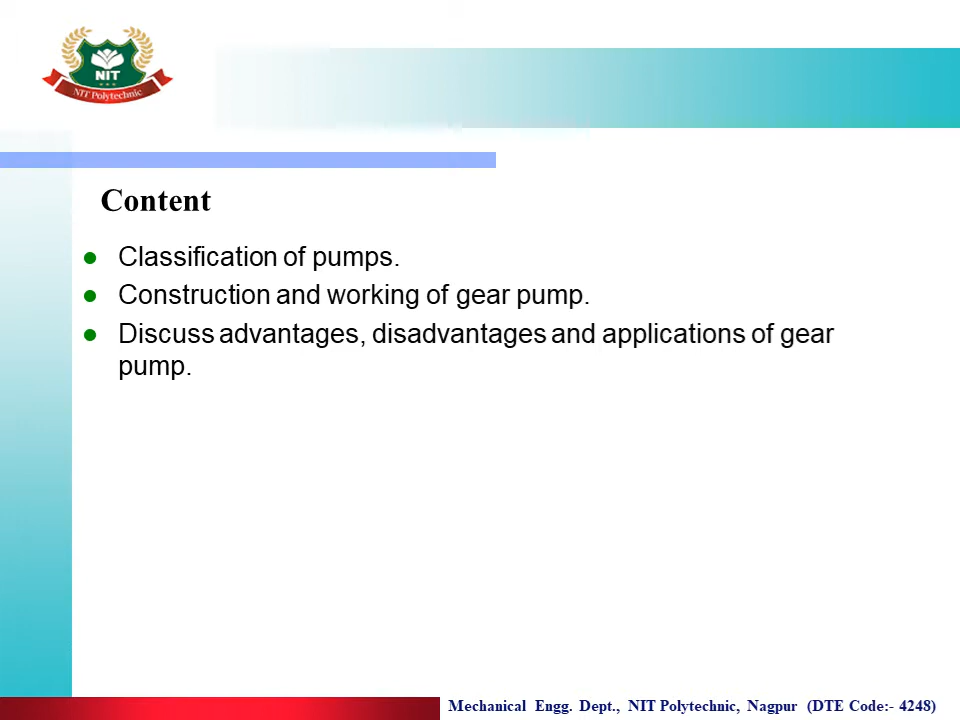 NIT
NIT Polytechnic
Content
Classification of pumps.
Construction and working of gear pump.
Discuss advantages, disadvantages and applications of gear
pump.
Mechanical Engg. Dept., NIT Polytechnic, Nagpur (DTE Code:- 4248)